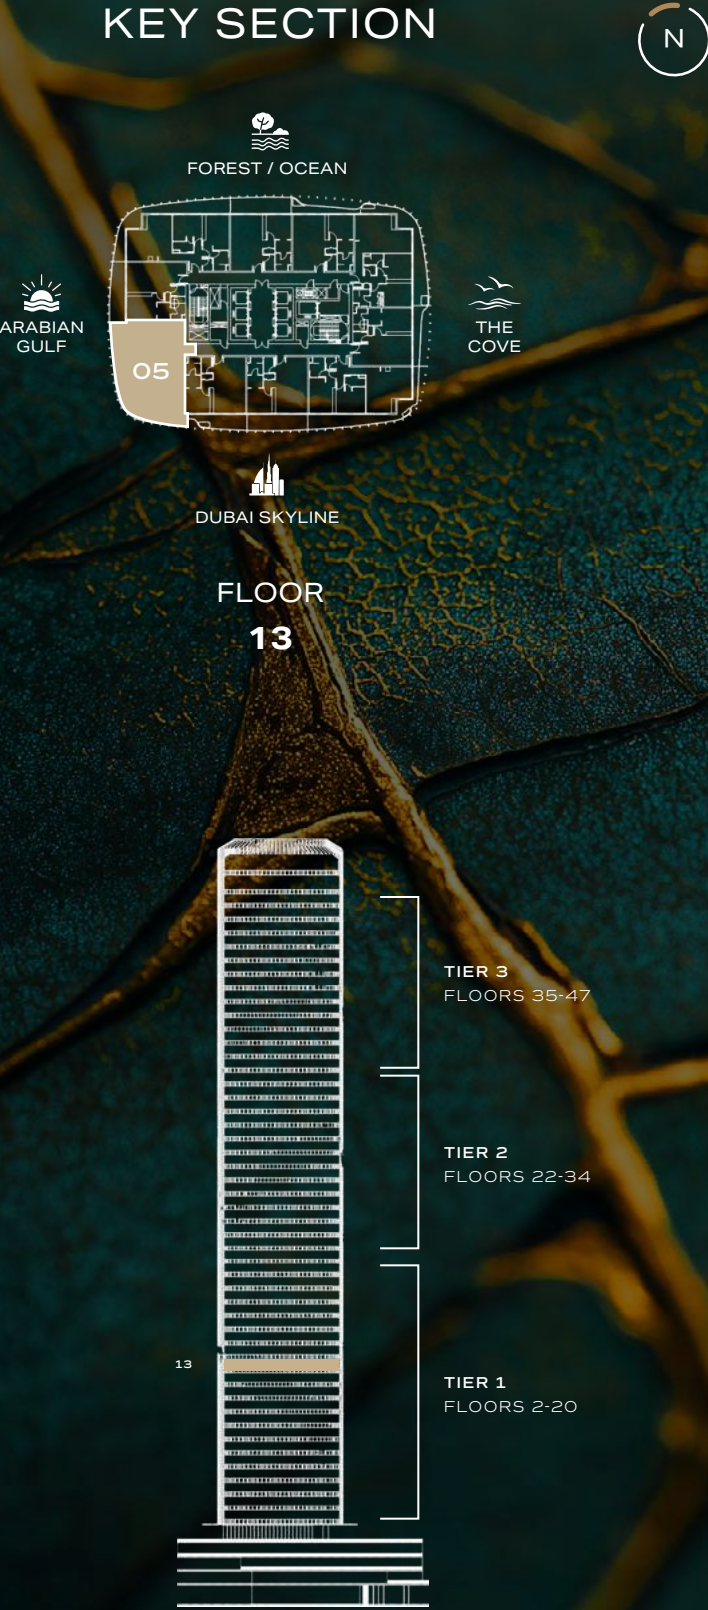 KEY SECTION
N
FOREST / OCEAN
ARABIAN
GULF
THE
COVE
05
DUBAI SKYLINE
FLOOR
13
TIER 3
FLOORS 35-47
TIER 2
FLOORS 22-34
13
TIER 1
FLOORS 2-20